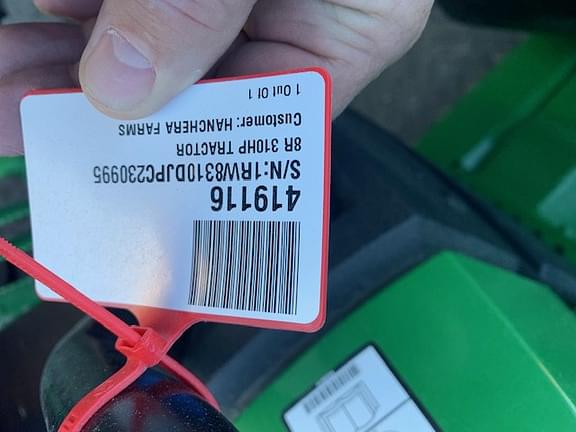 419116
S/N:1RW8310DJPC230995
8R 310HP TRACTOR
Customer: HANCHERA FARMS
1 Out Of 1